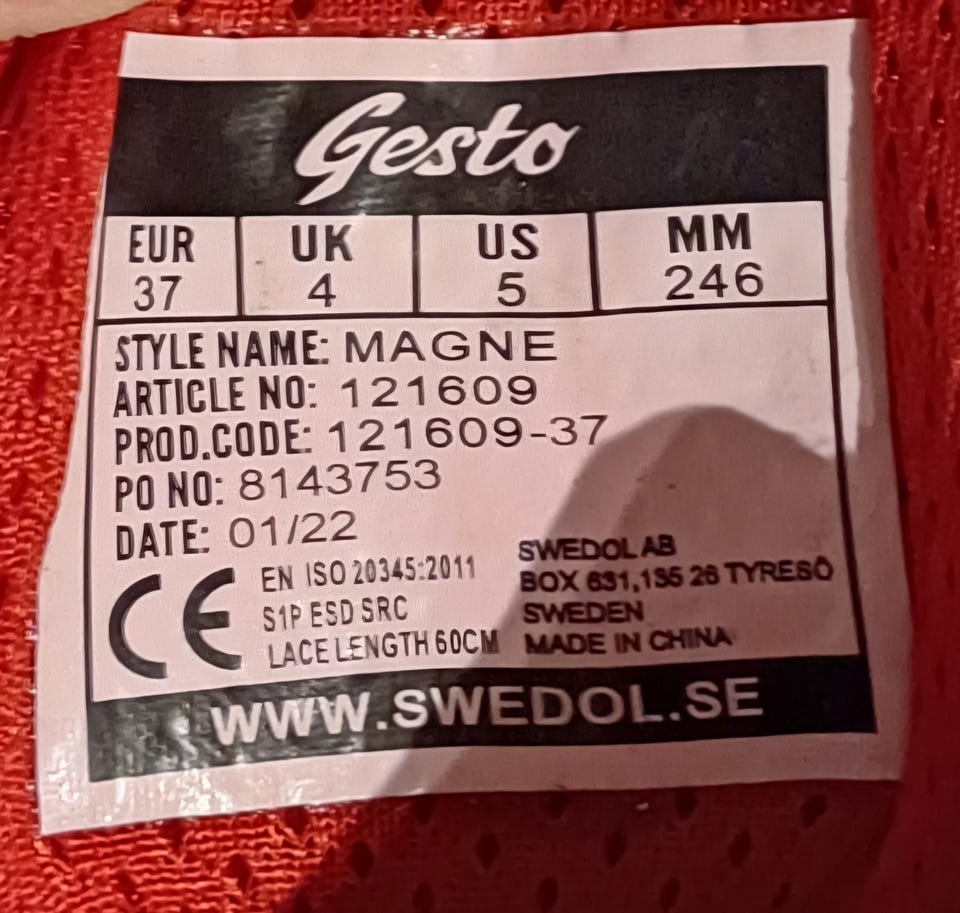 Gesto
EUR UK US MM
37 4 5 246
STYLE NAME: MAGNE
ARTICLE NO: 121609
PROD.CODE: 121609-37
PO NO: 8143753
DATE: 01/22
CE EN ISO 20345:2011
S1P ESD SRC
LACE LENGTH 60CM
SWEDOL AB
BOX 631,135 26 TYRESÖ
SWEDEN
MADE IN CHINA
WWW.SWEDOL.SE